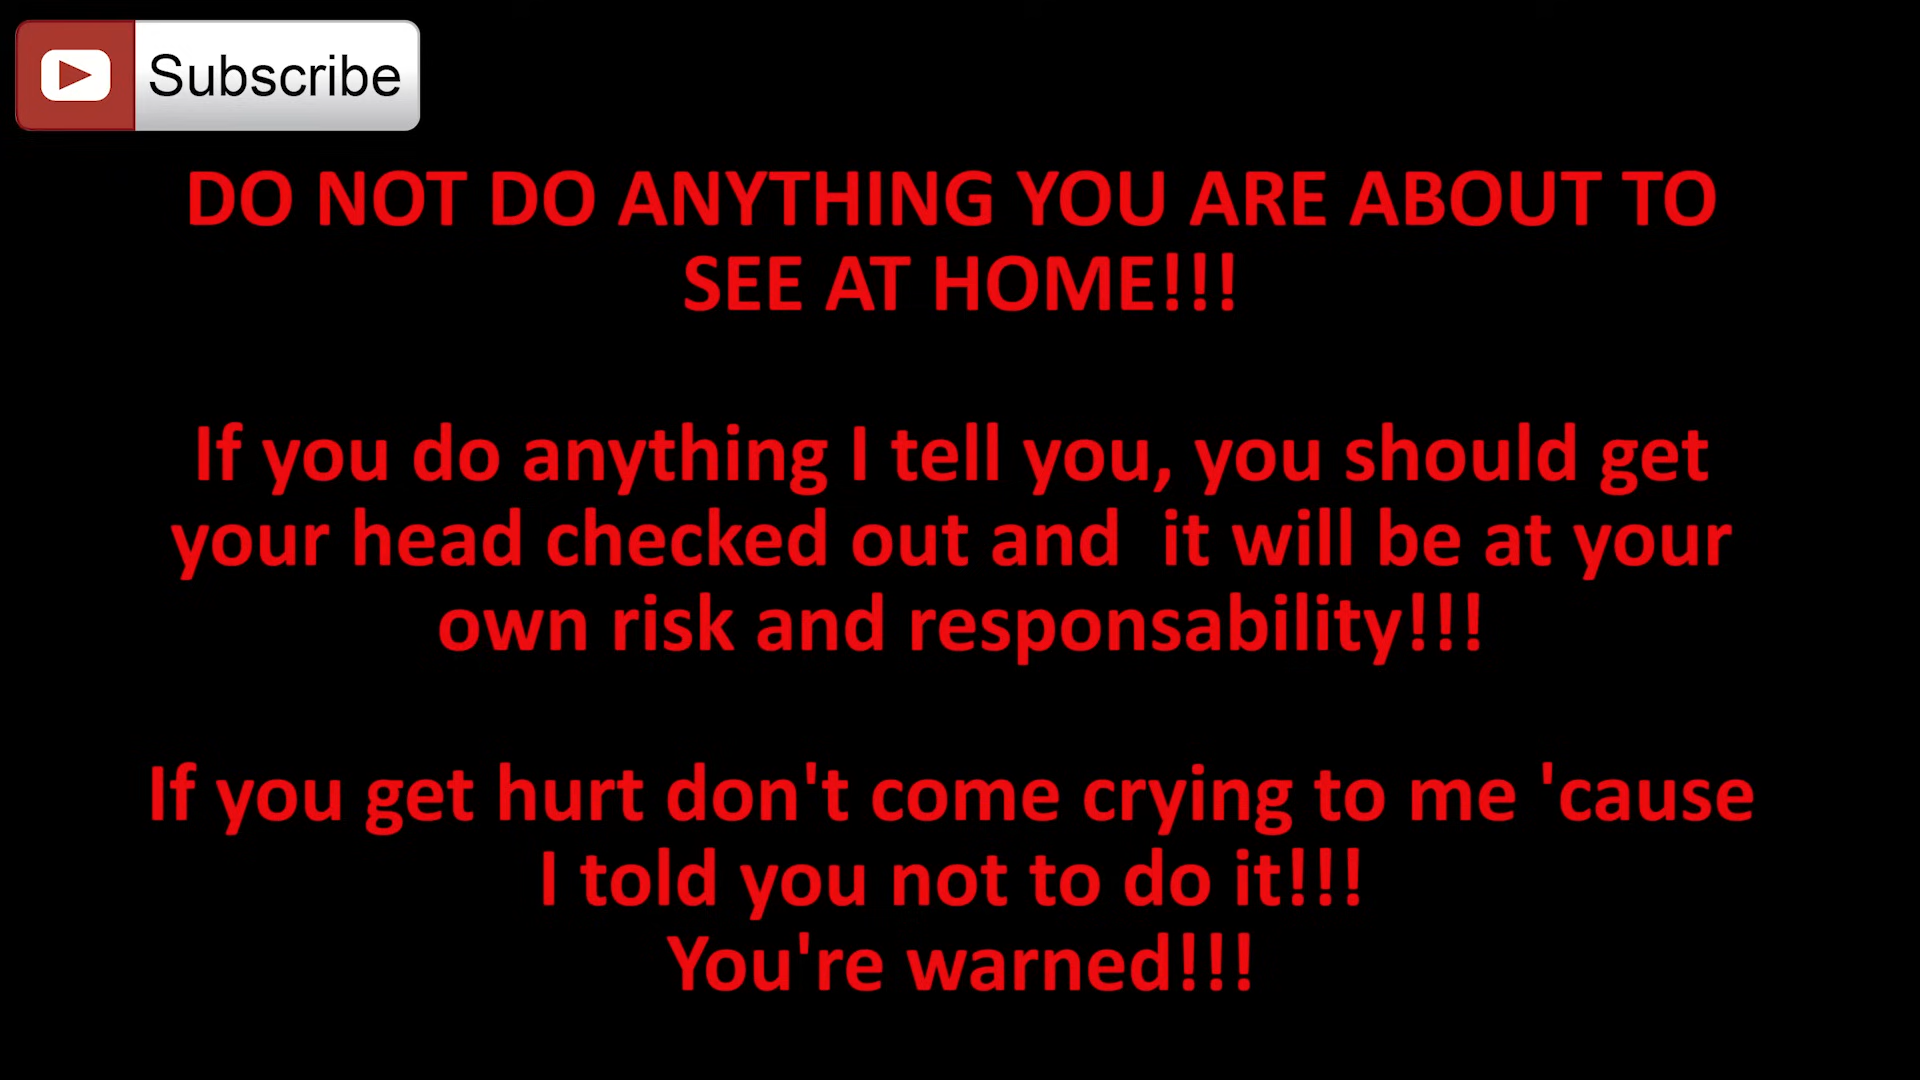 Subscribe
DO NOT DO ANYTHING YOU ARE ABOUT TO
SEE AT HOME!!!
If you do anything I tell you, you should get
your head checked out and  it will be at your
own risk and responsability!!!
If you get hurt don't come crying to me 'cause
I told you not to do it!!!
You're warned!!!